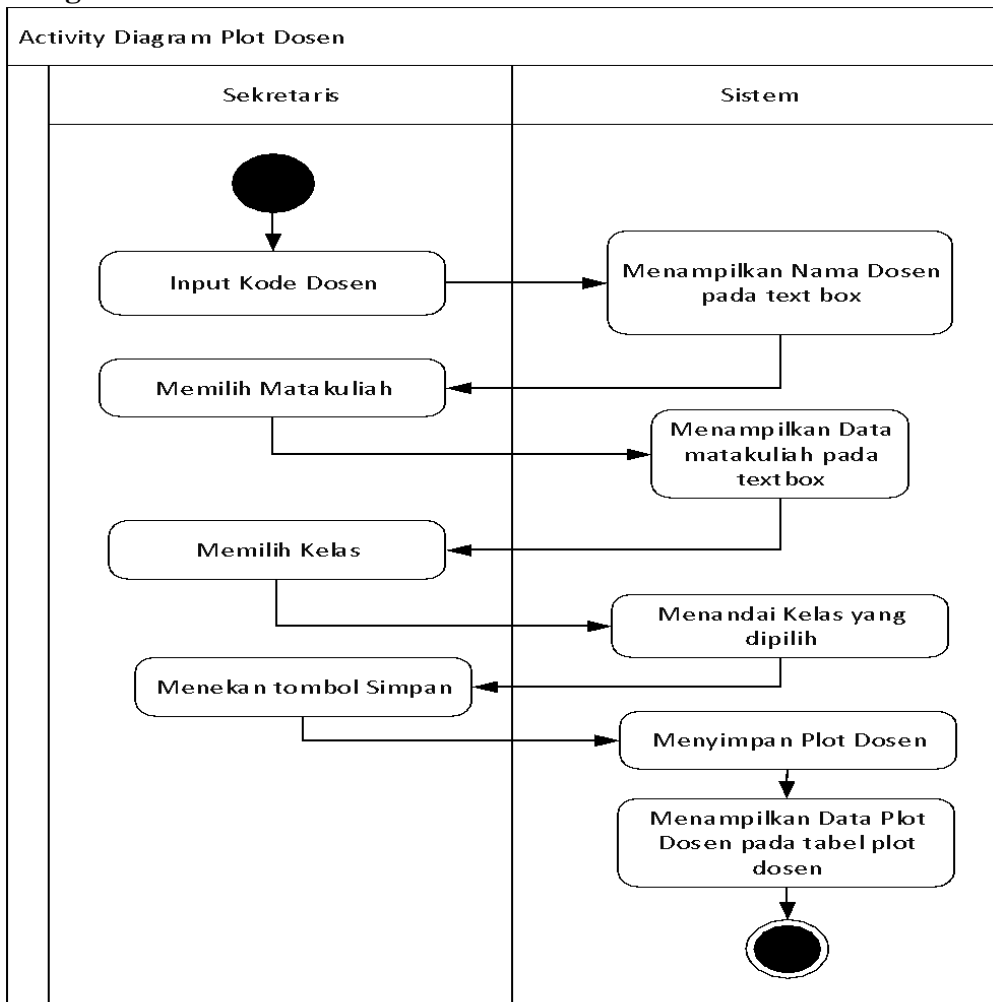 Activity Diagram Plot Dosen
Sekretaris
Sistem
Input Kode Dosen
Menampilkan Nama Dosen
pada text box
Memilih Matakuliah
Menampilkan Data
matakuliah pada
textbox
Memilih Kelas
Menandai Kelas yang
dipilih
Menekan tombol Simpan
Menyimpan Plot Dosen
Menampilkan Data Plot
Dosen pada tabel plot
dosen